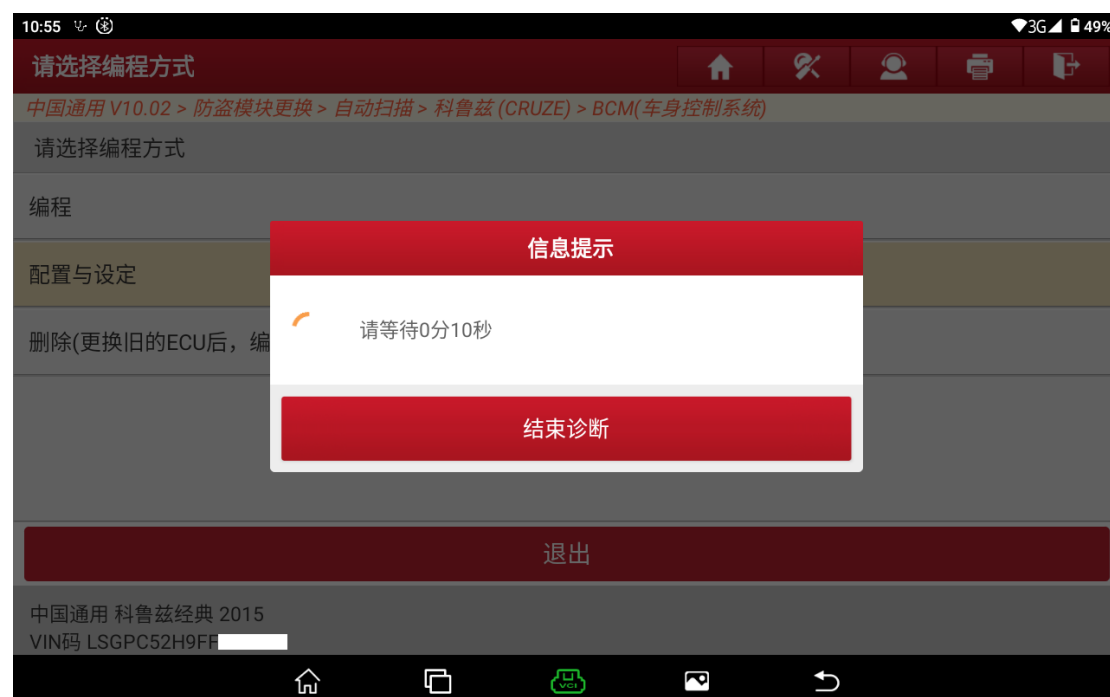 10:55 3G 49%
请选择编程方式
中国通用 V10.02 > 防盗模块更换 > 自动扫描 > 科鲁兹 (CRUZE) > BCM(车身控制系统)
请选择编程方式
编程
信息提示
配置与设定
请等待0分10秒
删除(更换旧的ECU后，编
结束诊断
退出
中国通用 科鲁兹经典 2015
VIN码 LSGPC52H9FF
VCI